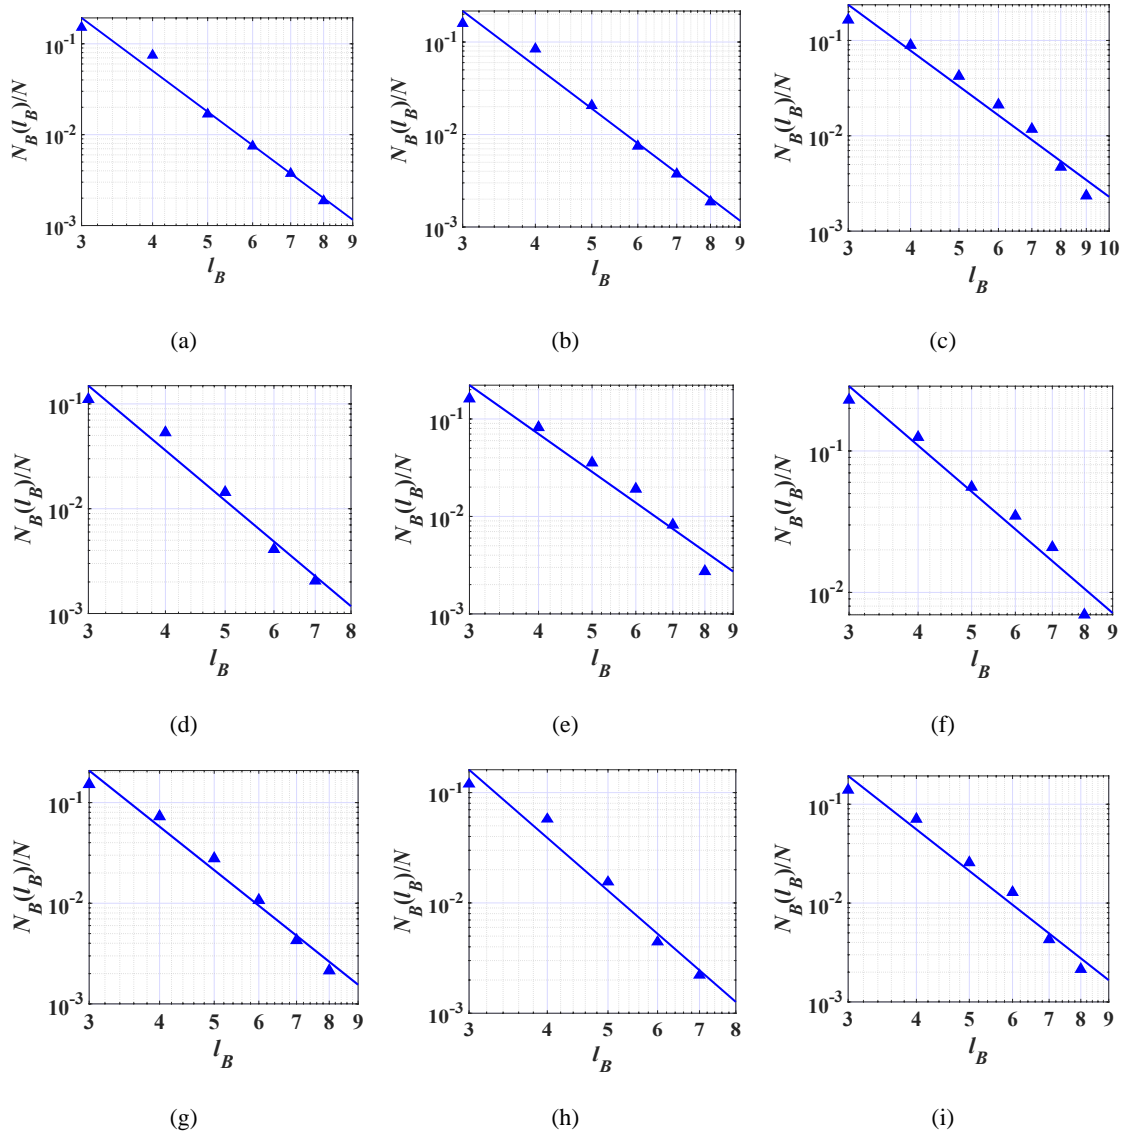 10^-1
10^-2
10^-3
N_B(l_B)/N
3 4 5 6 7 8 9
l_B
(a)
10^-1
10^-2
10^-3
N_B(l_B)/N
3 4 5 6 7 8 9
l_B
(b)
10^-1
10^-2
10^-3
N_B(l_B)/N
3 4 5 6 7 8 9 10
l_B
(c)
10^-1
10^-2
10^-3
N_B(l_B)/N
3 4 5 6 7 8
l_B
(d)
10^-1
10^-2
10^-3
N_B(l_B)/N
3 4 5 6 7 8 9
l_B
(e)
10^-1
10^-2
N_B(l_B)/N
3 4 5 6 7 8 9
l_B
(f)
10^-1
10^-2
10^-3
N_B(l_B)/N
3 4 5 6 7 8 9
l_B
(g)
10^-1
10^-2
10^-3
N_B(l_B)/N
3 4 5 6 7 8
l_B
(h)
10^-1
10^-2
10^-3
N_B(l_B)/N
3 4 5 6 7 8 9
l_B
(i)